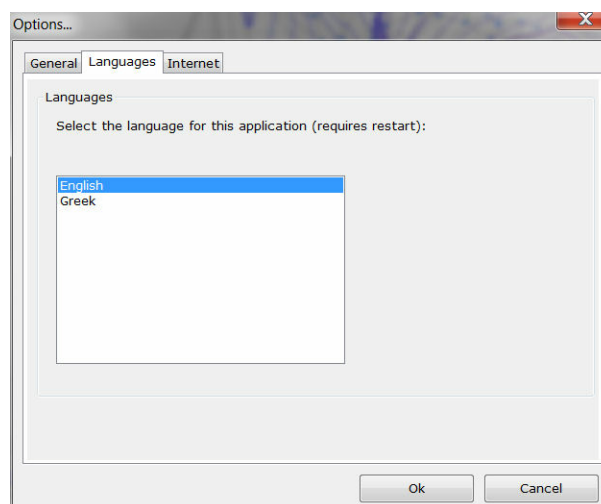 Options...
General Languages Internet
Languages
Select the language for this application (requires restart):
English
Greek
Ok Cancel